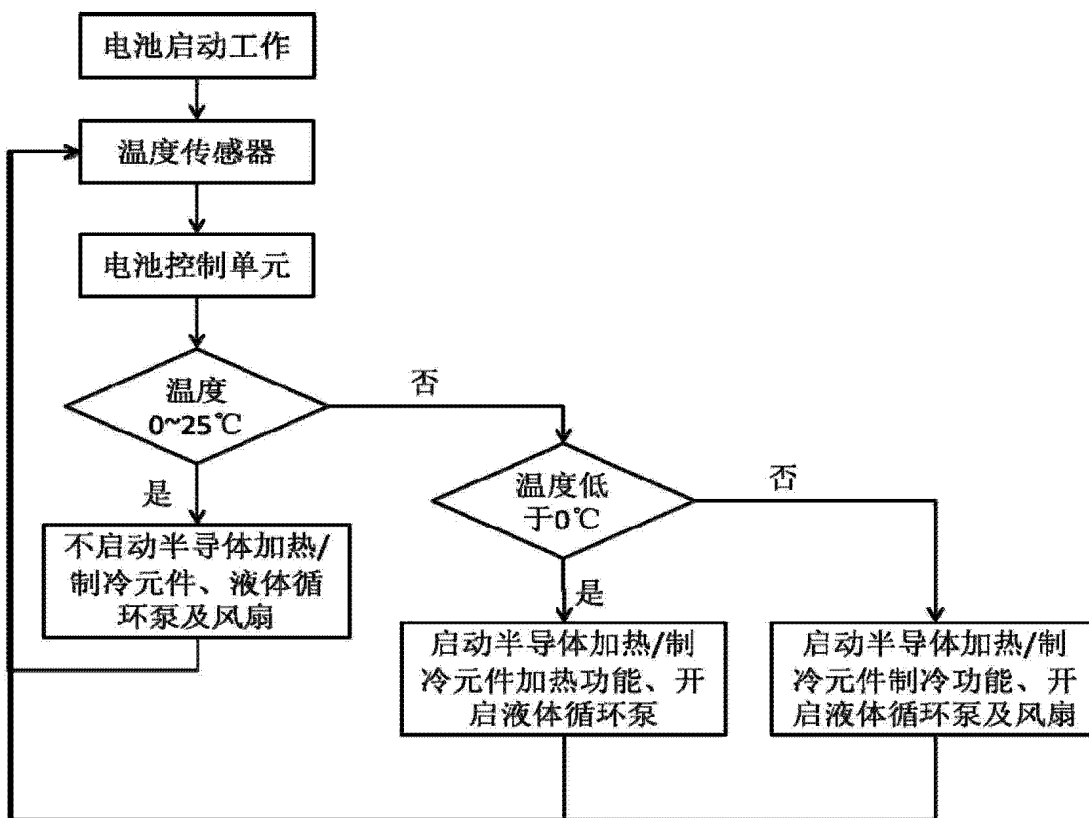 电池启动工作
温度传感器
电池控制单元
温度
0~25℃
否
是
不启动半导体加热/
制冷元件、液体循
环泵及风扇
温度低
于0℃
否
是
启动半导体加热/制
冷元件加热功能、开
启液体循环泵
启动半导体加热/制
冷元件制冷功能、开
启液体循环泵及风扇